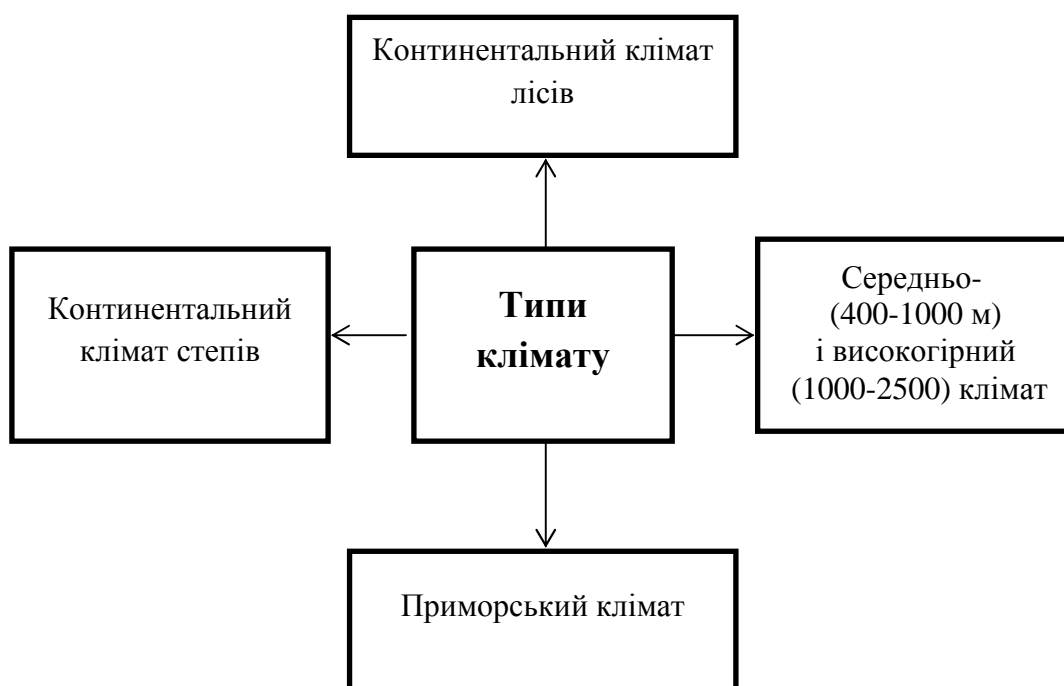 Континентальний клімат
лісів
Континентальний
клімат степів
Типи
клімату
Середньо-
(400-1000 м)
і високогірний
(1000-2500) клімат
Приморський клімат